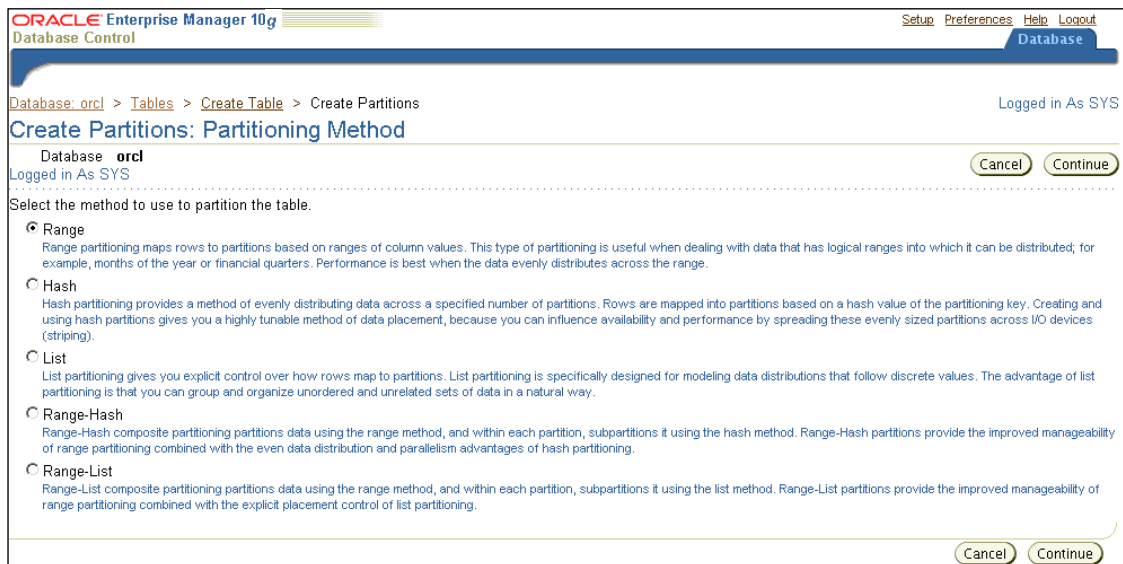 ORACLE Enterprise Manager 10g
Database Control
Setup Preferences Help Logout
Database
Database: orcl > Tables > Create Table > Create Partitions
Logged in As SYS
Create Partitions: Partitioning Method
Database orcl
Logged in As SYS
Cancel Continue
Select the method to use to partition the table.
Range
Range partitioning maps rows to partitions based on ranges of column values. This type of partitioning is useful when dealing with data that has logical ranges into which it can be distributed; for
example, months of the year or financial quarters. Performance is best when the data evenly distributes across the range.
Hash
Hash partitioning provides a method of evenly distributing data across a specified number of partitions. Rows are mapped into partitions based on a hash value of the partitioning key. Creating and
using hash partitions gives you a highly tunable method of data placement, because you can influence availability and performance by spreading these evenly sized partitions across I/O devices
(striping).
List
List partitioning gives you explicit control over how rows map to partitions. List partitioning is specifically designed for modeling data distributions that follow discrete values. The advantage of list
partitioning is that you can group and organize unordered and unrelated sets of data in a natural way.
Range-Hash
Range-Hash composite partitioning partitions data using the range method, and within each partition, subpartitions it using the hash method. Range-Hash partitions provide the improved manageability
of range partitioning combined with the even data distribution and parallelism advantages of hash partitioning.
Range-List
Range-List composite partitioning partitions data using the range method, and within each partition, subpartitions it using the list method. Range-List partitions provide the improved manageability of
range partitioning combined with the explicit placement control of list partitioning.
Cancel Continue